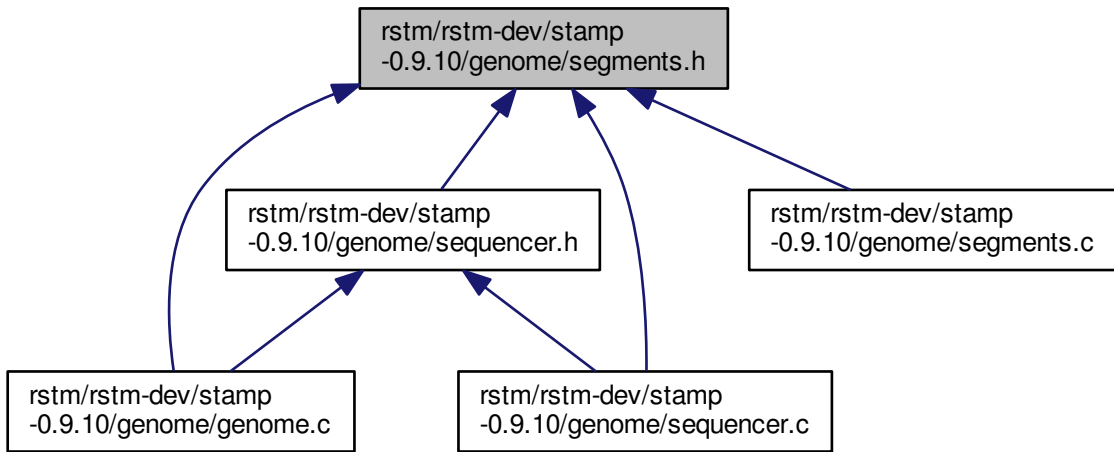 rstm/rstm-dev/stamp
-0.9.10/genome/segments.h
rstm/rstm-dev/stamp
-0.9.10/genome/sequencer.h
rstm/rstm-dev/stamp
-0.9.10/genome/segments.c
rstm/rstm-dev/stamp
-0.9.10/genome/genome.c
rstm/rstm-dev/stamp
-0.9.10/genome/sequencer.c